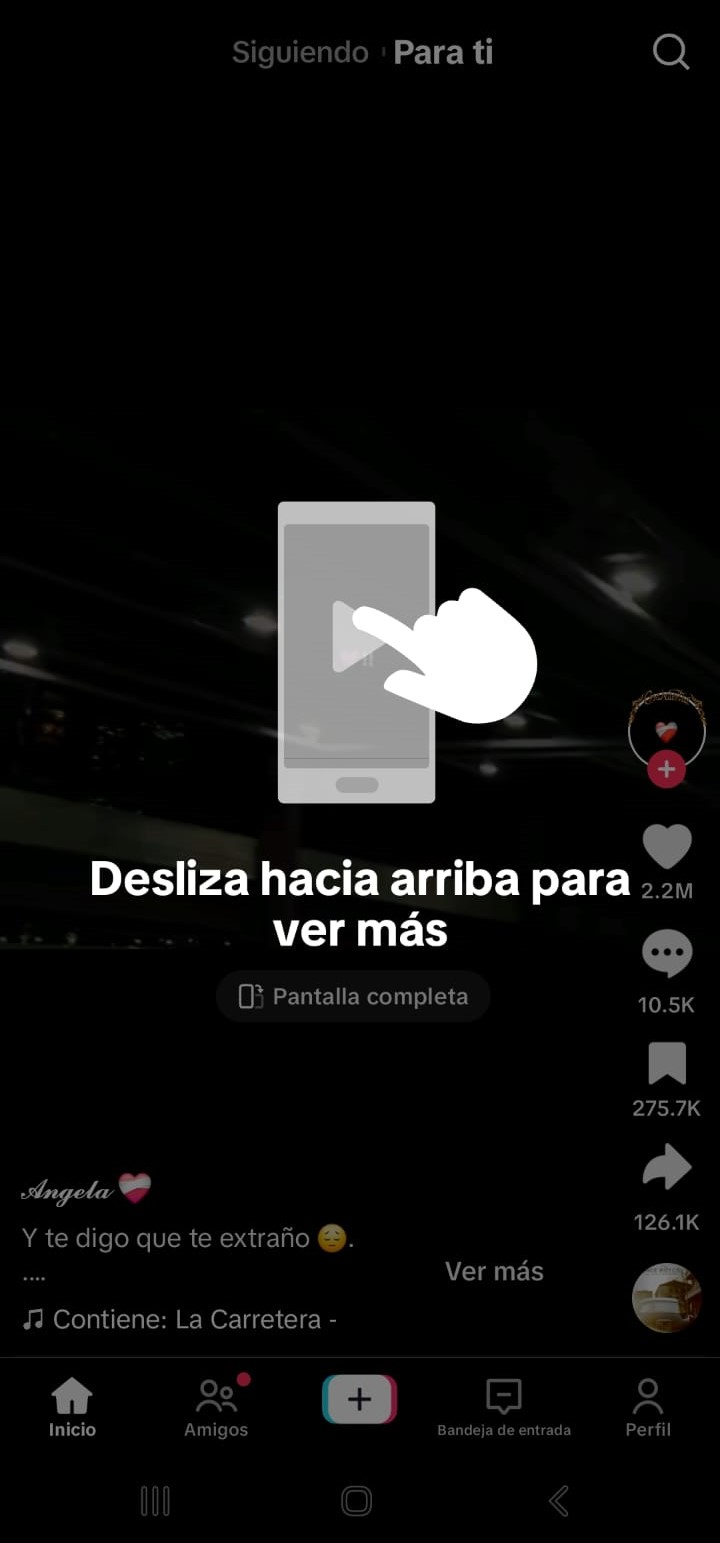 Siguiendo Para ti
Desliza hacia arriba para
ver más
2.2M
Pantalla completa
10.5K
275.7K
126.1K
Angela
Y te digo que te extraño 😔.
....
Ver más
Contiene: La Carretera -
Inicio
Amigos
Bandeja de entrada
Perfil